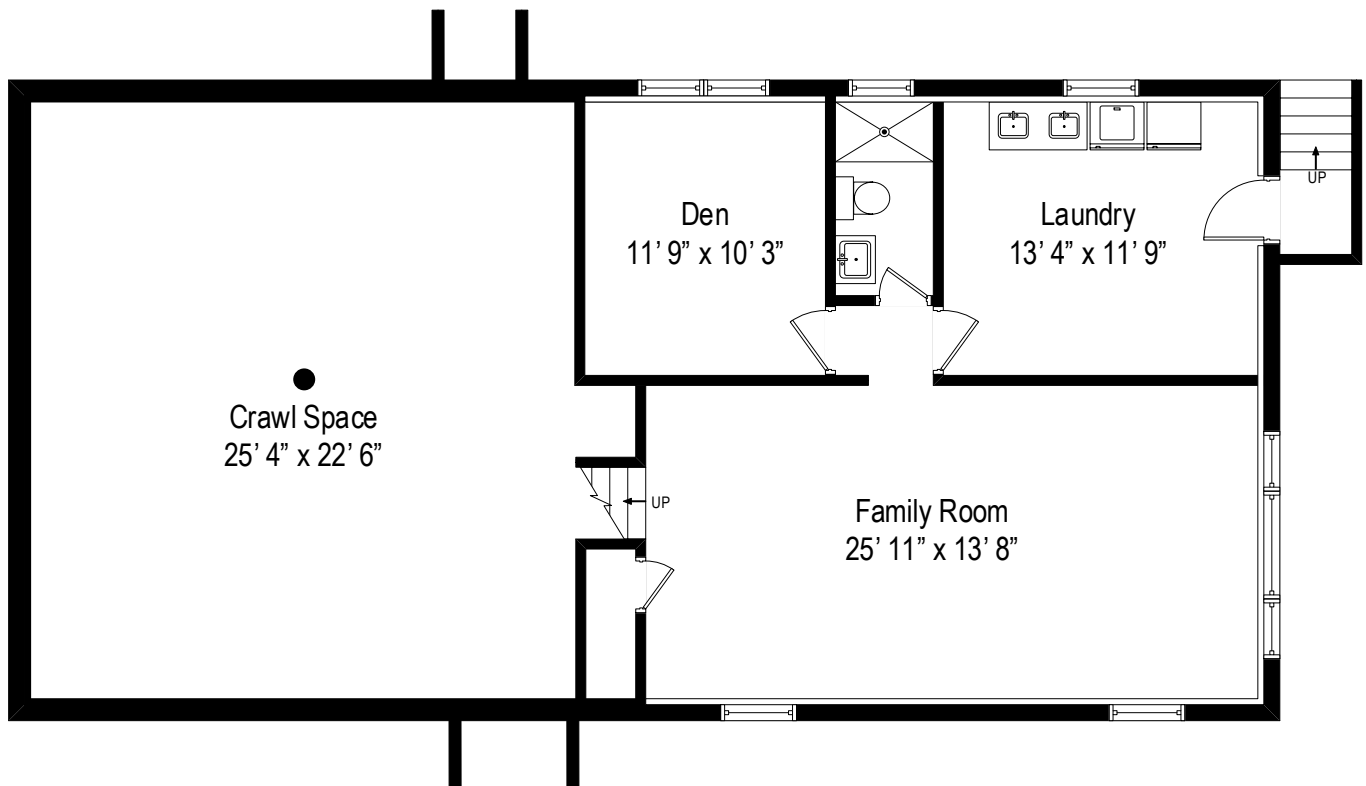 UP
Den
11’ 9” x 10’ 3”
Laundry
13’ 4” x 11’ 9”
Crawl Space
25’ 4” x 22’ 6”
UP
Family Room
25’ 11” x 13’ 8”